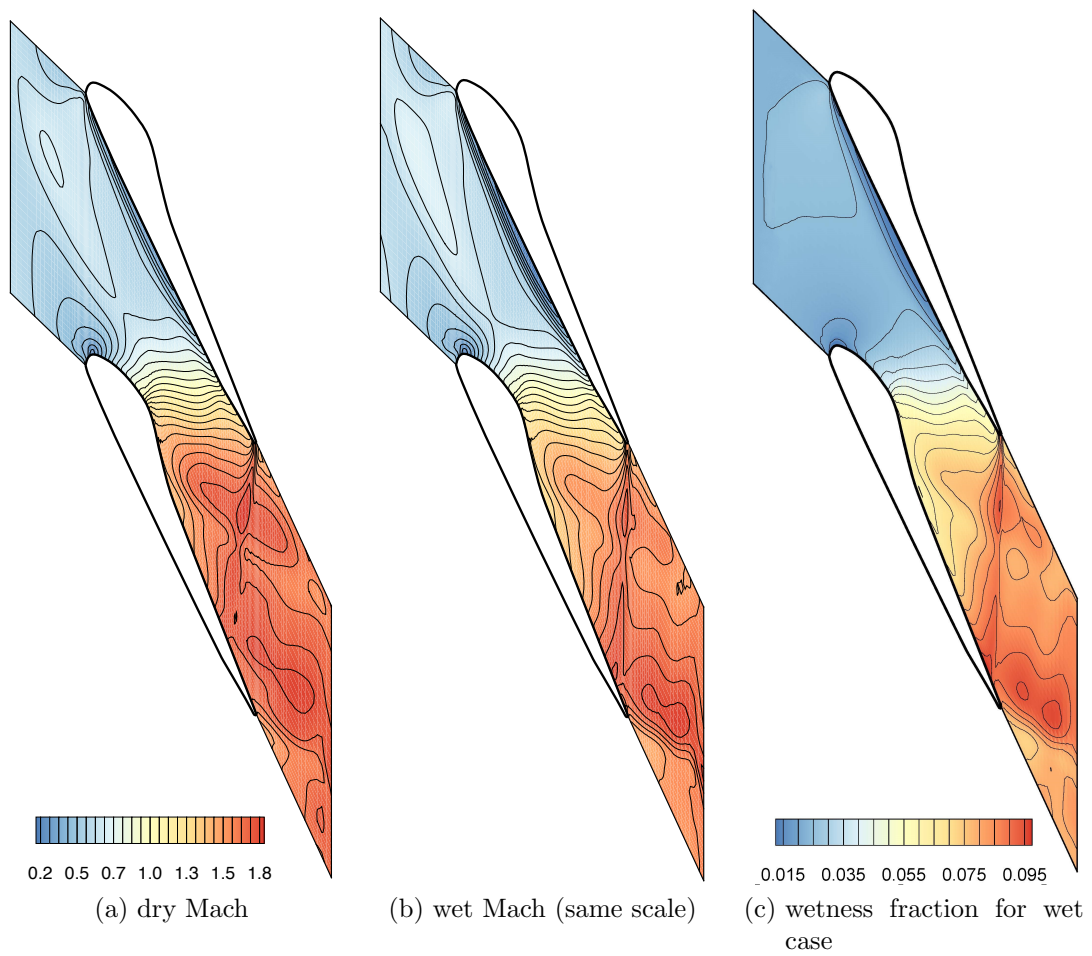 0.2 0.5 0.7 1.0 1.3 1.5 1.8
0.015 0.035 0.055 0.075 0.095
(a) dry Mach
(b) wet Mach (same scale)
(c) wetness fraction for wet
case